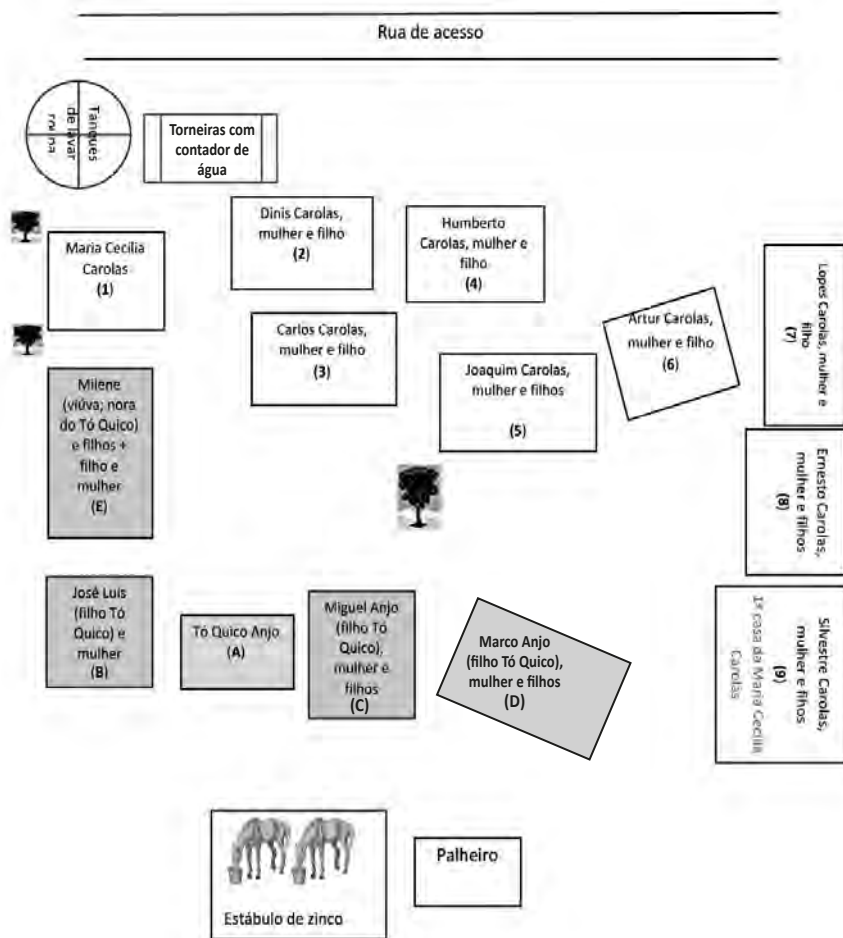 Rua de acesso
Tanques
de lavar
roupa
Torneiras com
contador de
água
Dinis Carolas,
mulher e filho
(2)
Humberto
Carolas, mulher e
filho
(4)
Maria Cecília
Carolas
(1)
Lopes Carolas, mulher e
filho
(7)
Artur Carolas,
mulher e filho
(6)
Carlos Carolas,
mulher e filho
(3)
Joaquim Carolas,
mulher e filhos
(5)
Milene
(viúva; nora
do Tó Quico)
e filhos +
filho e
mulher
(E)
Ernesto Carolas,
mulher e filhos
(8)
José Luis
(filho Tó
Quico) e
mulher
(B)
Tó Quico Anjo
(A)
Miguel Anjo
(filho Tó
Quico),
mulher e
filhos
(C)
Marco Anjo
(filho Tó Quico),
mulher e filhos
(D)
Silvestre Carolas,
mulher e filhos
(9)
1ª casa da Maria Cecília
Carolas
Estábulo de zinco
Palheiro